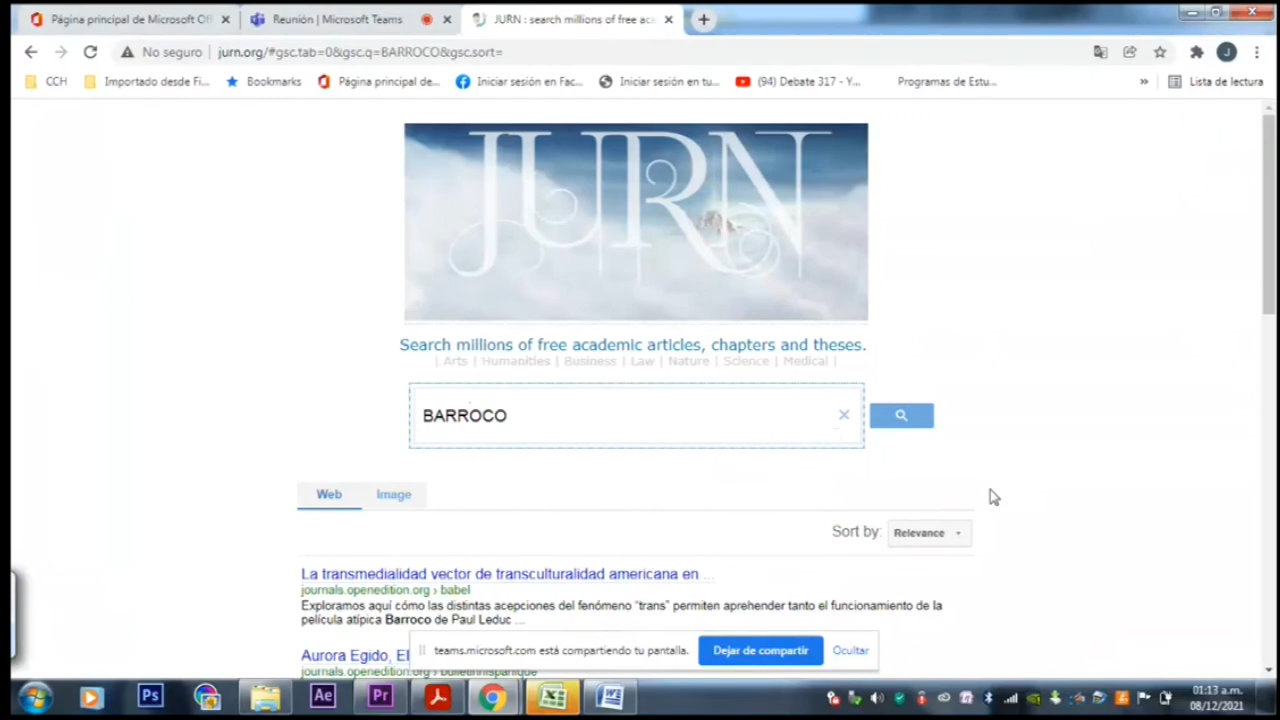 Página principal de Microsoft Of
Reunión | Microsoft Teams
JURN : search millions of free aca
No seguro | jurn.org/#gsc.tab=0&gsc.q=BARROCO&gsc.sort=
J
CCH
Importado desde Fi...
Bookmarks
Página principal de...
Iniciar sesión en Fac...
Iniciar sesión en tu...
(94) Debate 317 - Y...
Programas de Estu...
»
Lista de lectura
JURN
Search millions of free academic articles, chapters and theses.
| Arts | Humanities | Business | Law | Nature | Science | Medical |
BARROCO
Web
Image
Sort by: Relevance
La transmedialidad vector de transculturalidad americana en ...
journals.openedition.org › babel
Exploramos aquí cómo las distintas acepciones del fenómeno “trans” permiten aprehender tanto el funcionamiento de la
película atípica Barroco de Paul Leduc ...
Aurora Egido, El
journals.openedition.org › bulletinhispanique
teams.microsoft.com está compartiendo tu pantalla.
Dejar de compartir
Ocultar
Ps
Ae
Pr
01:13 a.m.
08/12/2021